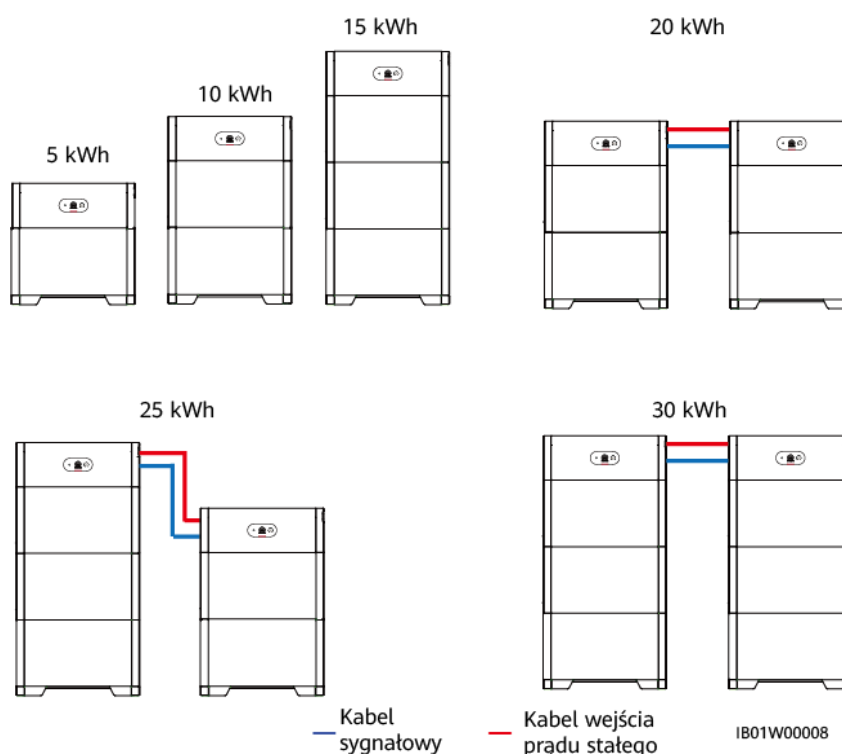 15 kWh
20 kWh
10 kWh
5 kWh
25 kWh
30 kWh
Kabel
sygnałowy
Kabel wejścia
prądu stałego
IB01W00008